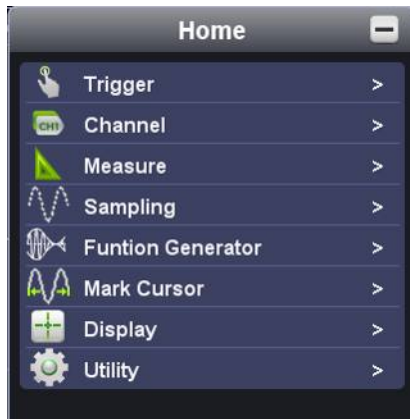 Home
Trigger >
CH1 Channel >
Measure >
Sampling >
Funtion Generator >
Mark Cursor >
Display >
Utility >